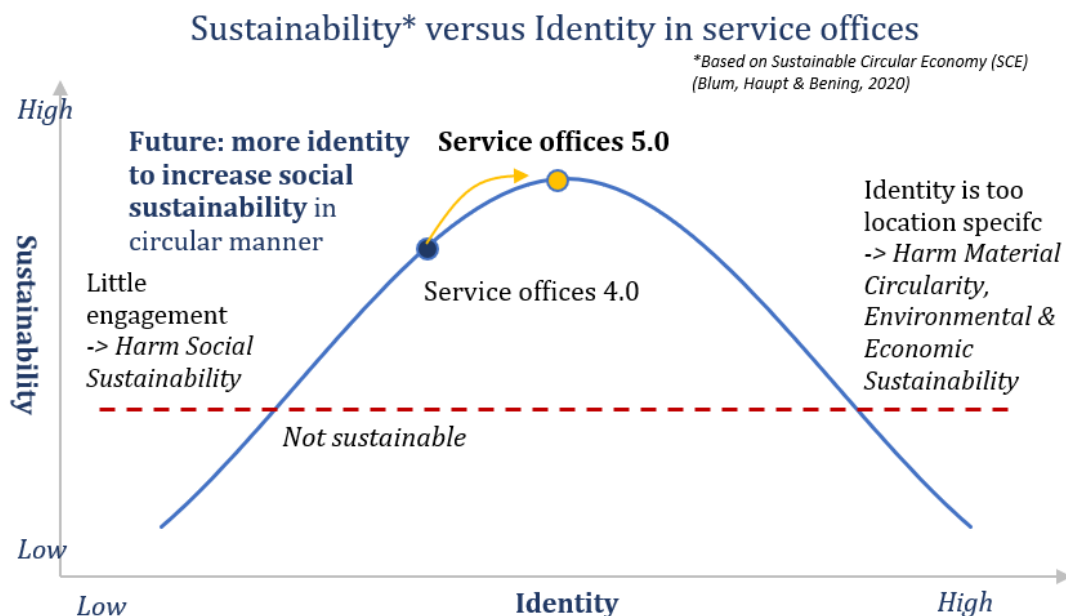 Sustainability* versus Identity in service offices
*Based on Sustainable Circular Economy (SCE)
(Blum, Haupt & Bening, 2020)
High
Future: more identity
to increase social
sustainability in
circular manner
Service offices 5.0
Identity is too
location specifc
-> Harm Material
Circularity,
Environmental &
Economic
Sustainability
Sustainability
Little
engagement
-> Harm Social
Sustainability
Service offices 4.0
Not sustainable
Low
Low
Identity
High